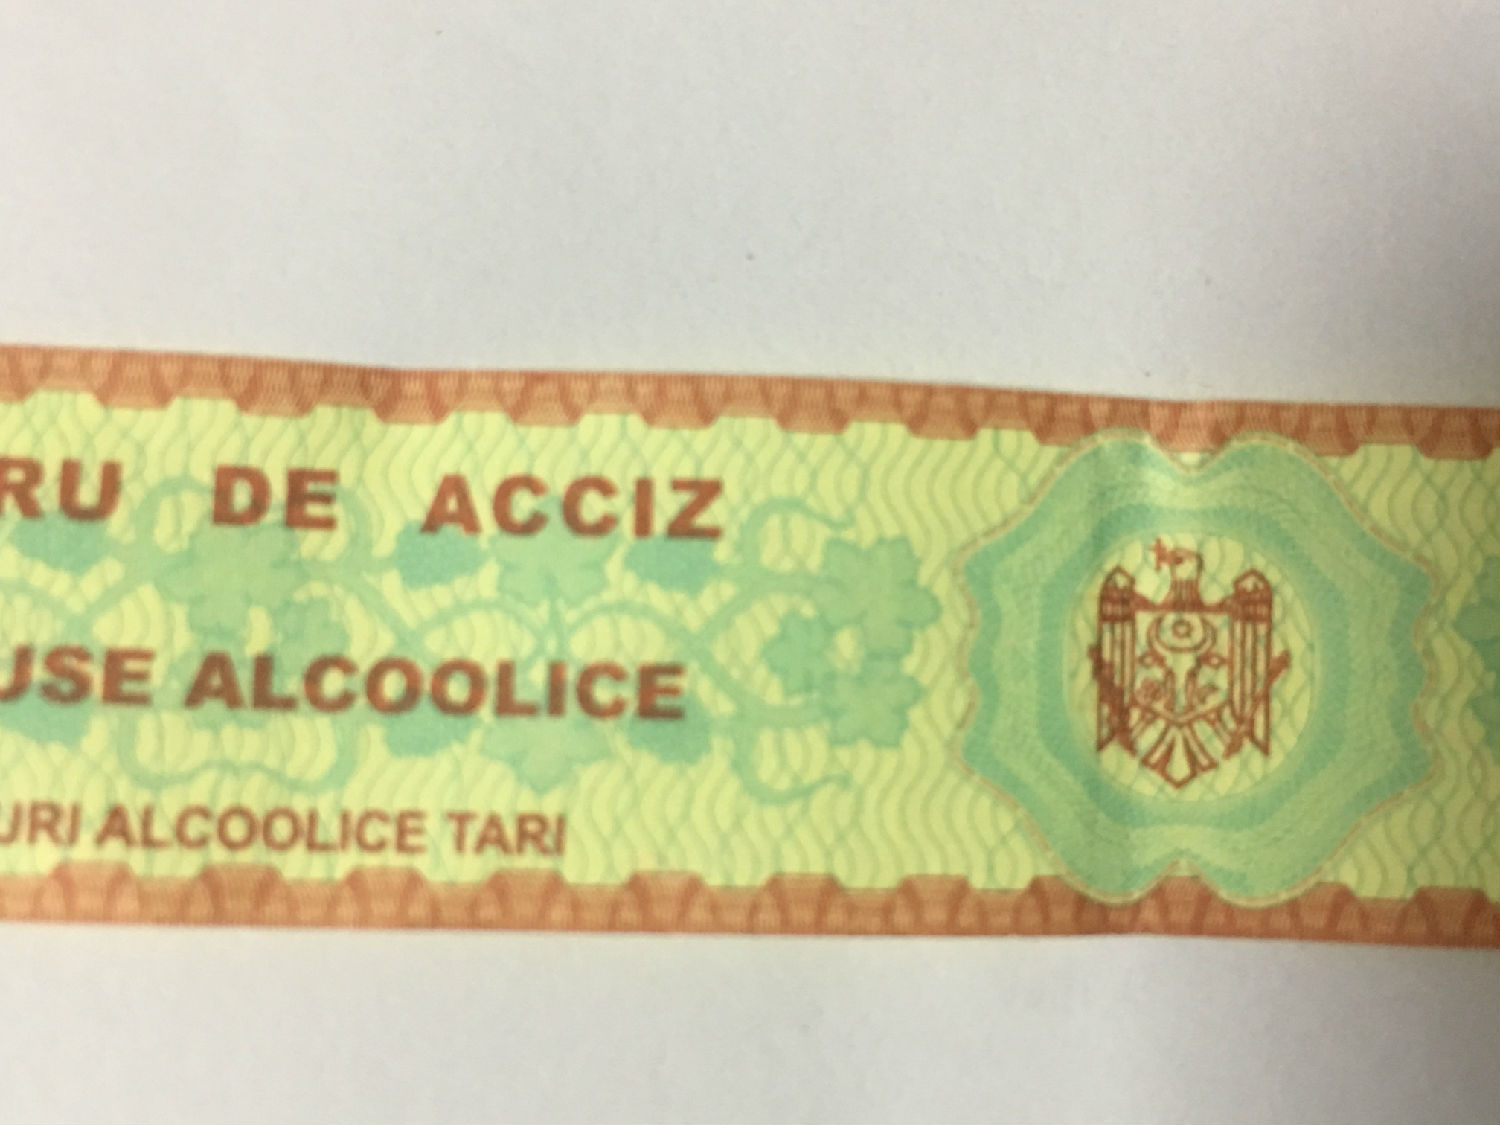 RU DE ACCIZ
USE ALCOOLICE
URI ALCOOLICE TARI